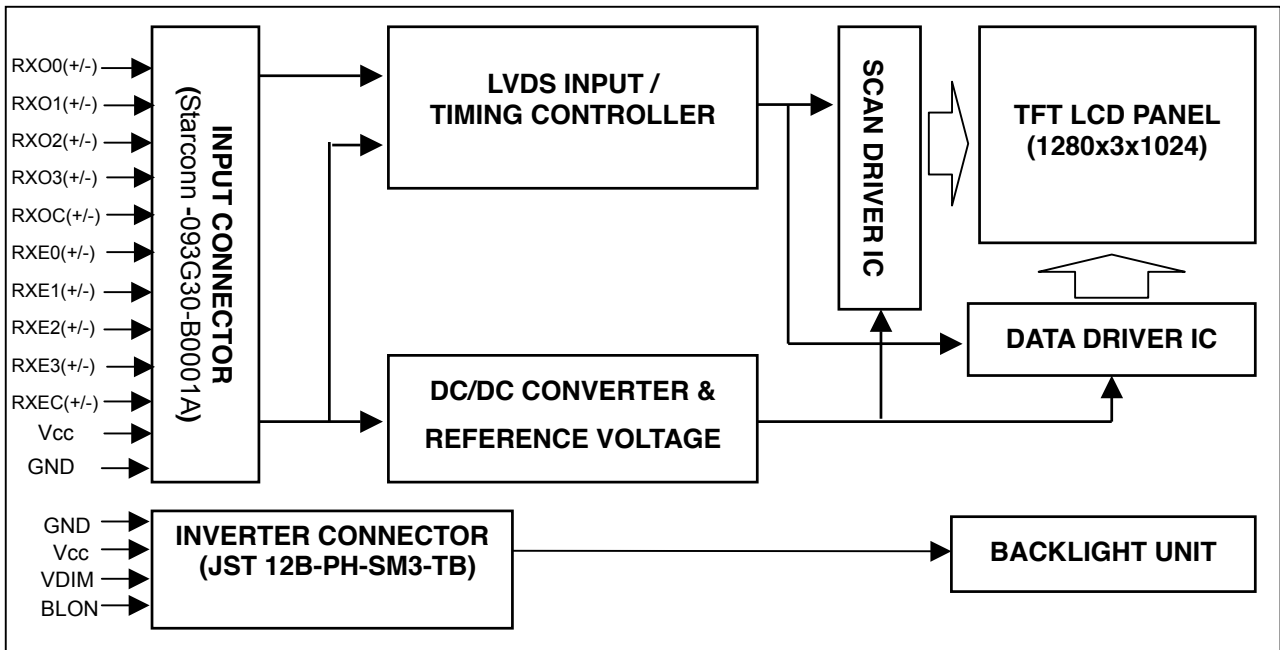 RXO0(+/-)
RXO1(+/-)
RXO2(+/-)
RXO3(+/-)
RXOC(+/-)
RXE0(+/-)
RXE1(+/-)
RXE2(+/-)
RXE3(+/-)
RXEC(+/-)
Vcc
GND
INPUT CONNECTOR
(Starconn -093G30-B0001A)
LVDS INPUT /
TIMING CONTROLLER
SCAN DRIVER IC
TFT LCD PANEL
(1280x3x1024)
DATA DRIVER IC
DC/DC CONVERTER &
REFERENCE VOLTAGE
GND
Vcc
VDIM
BLON
INVERTER CONNECTOR
(JST 12B-PH-SM3-TB)
BACKLIGHT UNIT